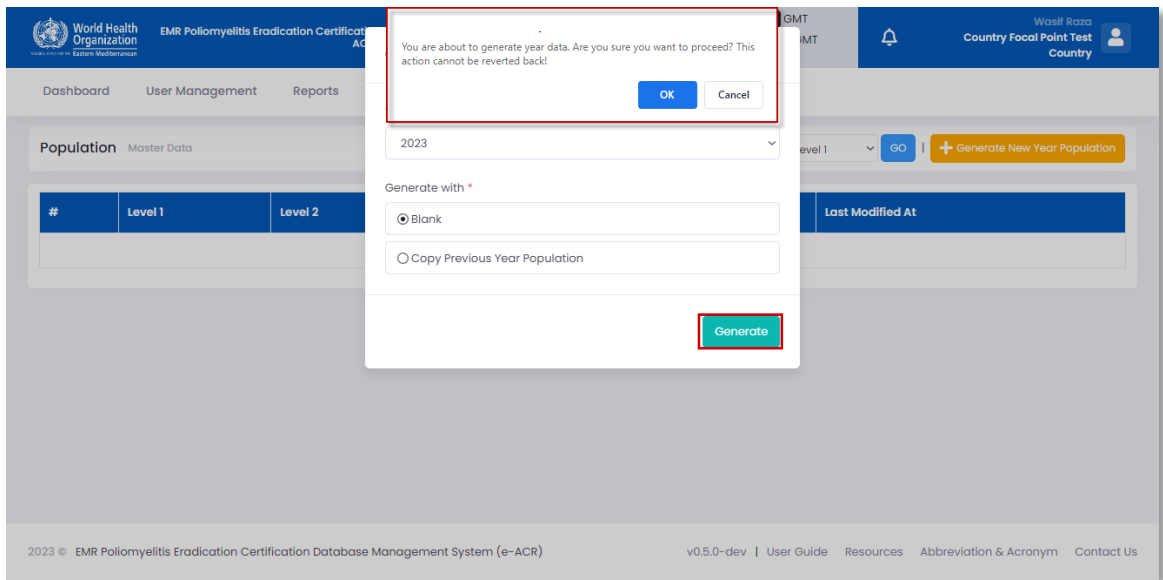 World Health
Organization
Eastern Mediterranean
EMR Poliomyelitis Eradication Certificat
AC
GMT
GMT
Wasif Raza
Country Focal Point Test
Country
You are about to generate year data. Are you sure you want to proceed? This
action cannot be reverted back!
OK Cancel
Dashboard User Management Reports
Population Master Data
2023
evel 1
GO | + Generate New Year Population
Generate with *
# Level 1 Level 2 Last Modified At
Blank
Copy Previous Year Population
Generate
2023 © EMR Poliomyelitis Eradication Certification Database Management System (e-ACR)
v0.5.0-dev | User Guide Resources Abbreviation & Acronym Contact Us